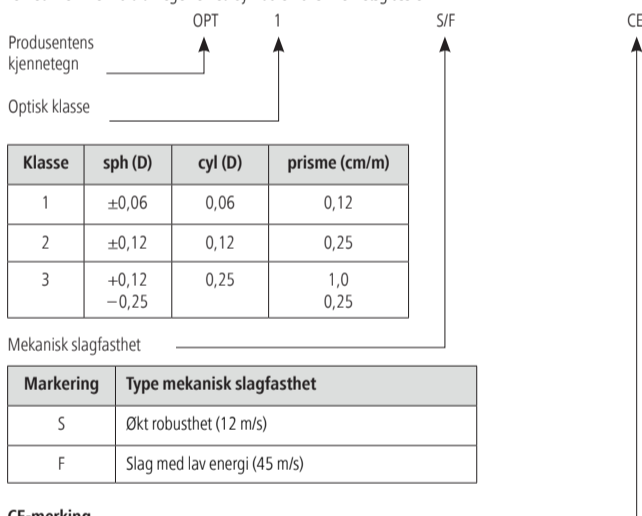 OPT 1 S/F CE
Produsentens
kjennetegn
Optisk klasse
Klasse sph (D) cyl (D) prisme (cm/m)
1 ±0,06 0,06 0,12
2 ±0,12 0,12 0,25
3 +0,12 0,25 1,0
−0,25 0,25
Mekanisk slagfasthet
Markering Type mekanisk slagfasthet
S Økt robusthet (12 m/s)
F Slag med lav energi (45 m/s)
CE-merking